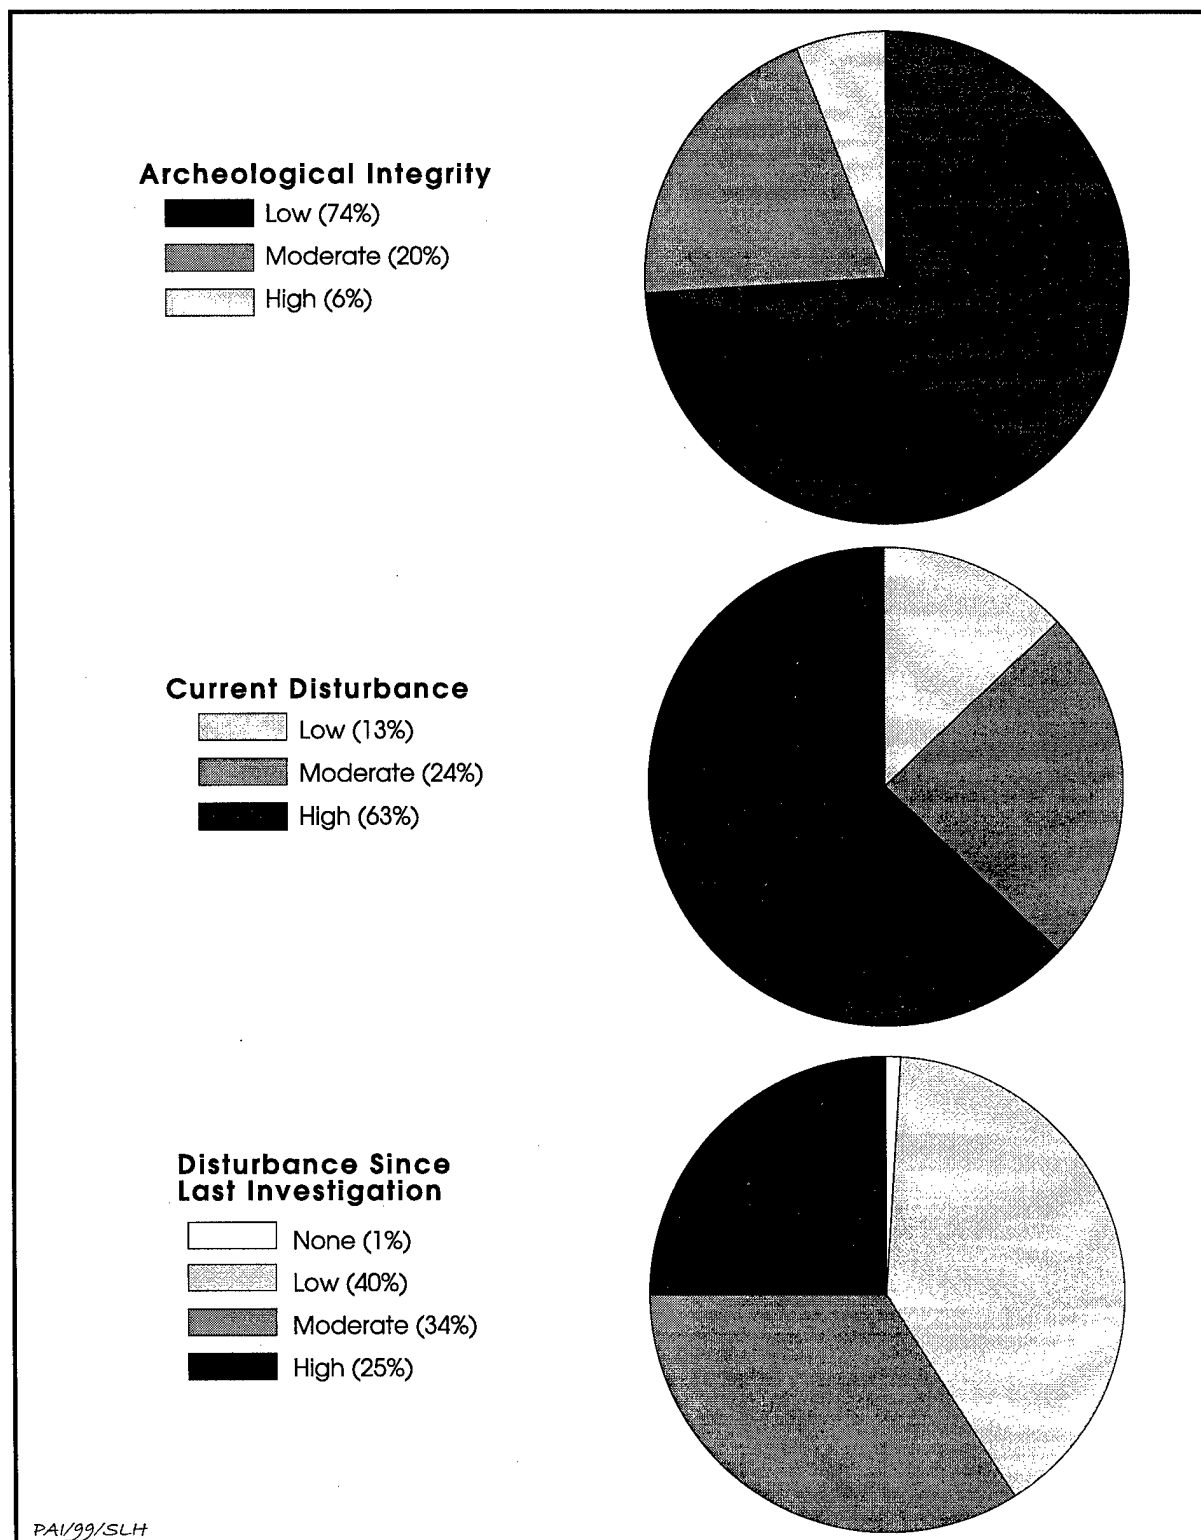 Archeological Integrity
Low (74%)
Moderate (20%)
High (6%)
Current Disturbance
Low (13%)
Moderate (24%)
High (63%)
Disturbance Since
Last Investigation
None (1%)
Low (40%)
Moderate (34%)
High (25%)
PAI/99/SLH